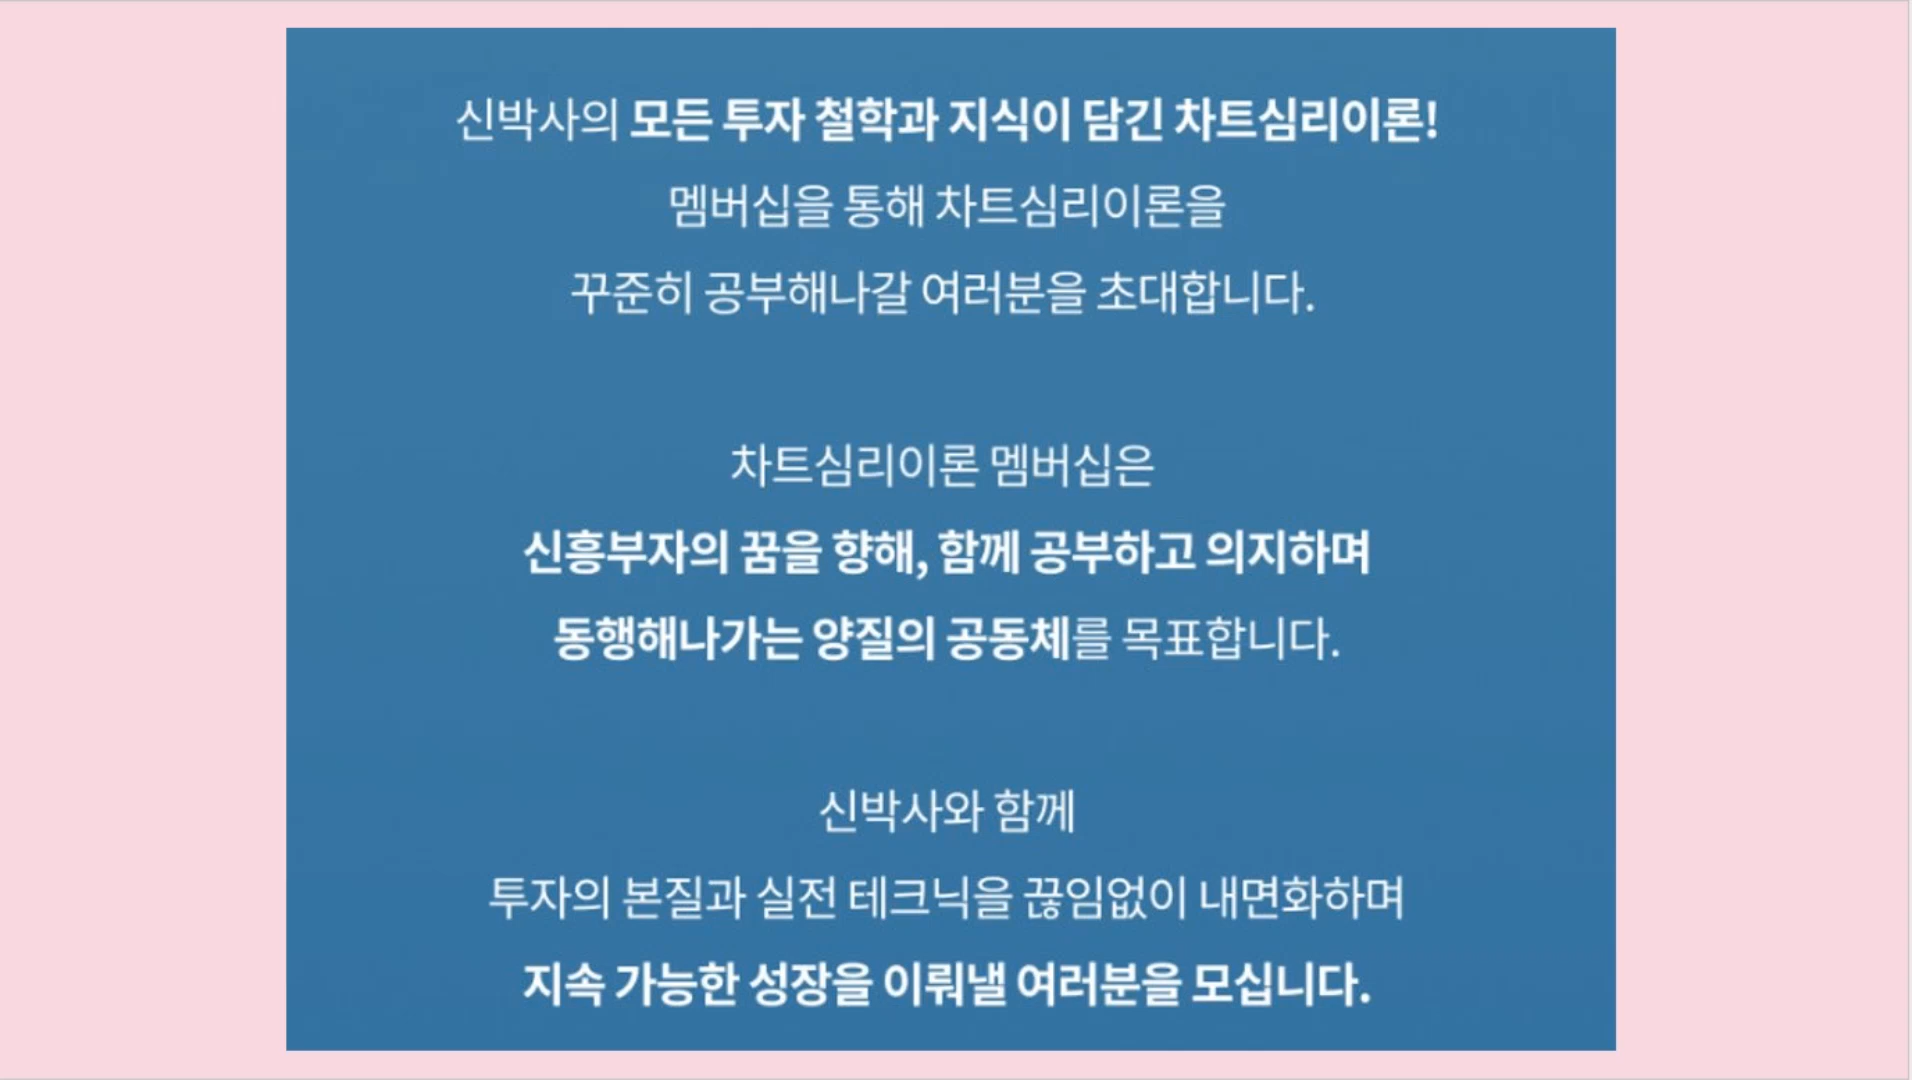 신박사의 모든 투자 철학과 지식이 담긴 차트심리이론!
멤버십을 통해 차트심리이론을
꾸준히 공부해나갈 여러분을 초대합니다.
차트심리이론 멤버십은
신흥부자의 꿈을 향해, 함께 공부하고 의지하며
동행해나가는 양질의 공동체를 목표합니다.
신박사와 함께
투자의 본질과 실전 테크닉을 끊임없이 내면화하며
지속 가능한 성장을 이뤄낼 여러분을 모십니다.